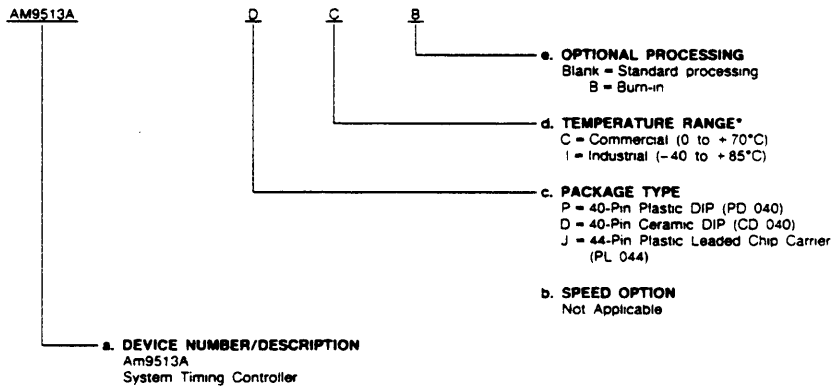 AM9513A D C B
e. OPTIONAL PROCESSING
Blank = Standard processing
B = Burn-in
d. TEMPERATURE RANGE*
C = Commercial (0 to +70°C)
I = Industrial (-40 to +85°C)
c. PACKAGE TYPE
P = 40-Pin Plastic DIP (PD 040)
D = 40-Pin Ceramic DIP (CD 040)
J = 44-Pin Plastic Leaded Chip Carrier
(PL 044)
b. SPEED OPTION
Not Applicable
a. DEVICE NUMBER/DESCRIPTION
Am9513A
System Timing Controller